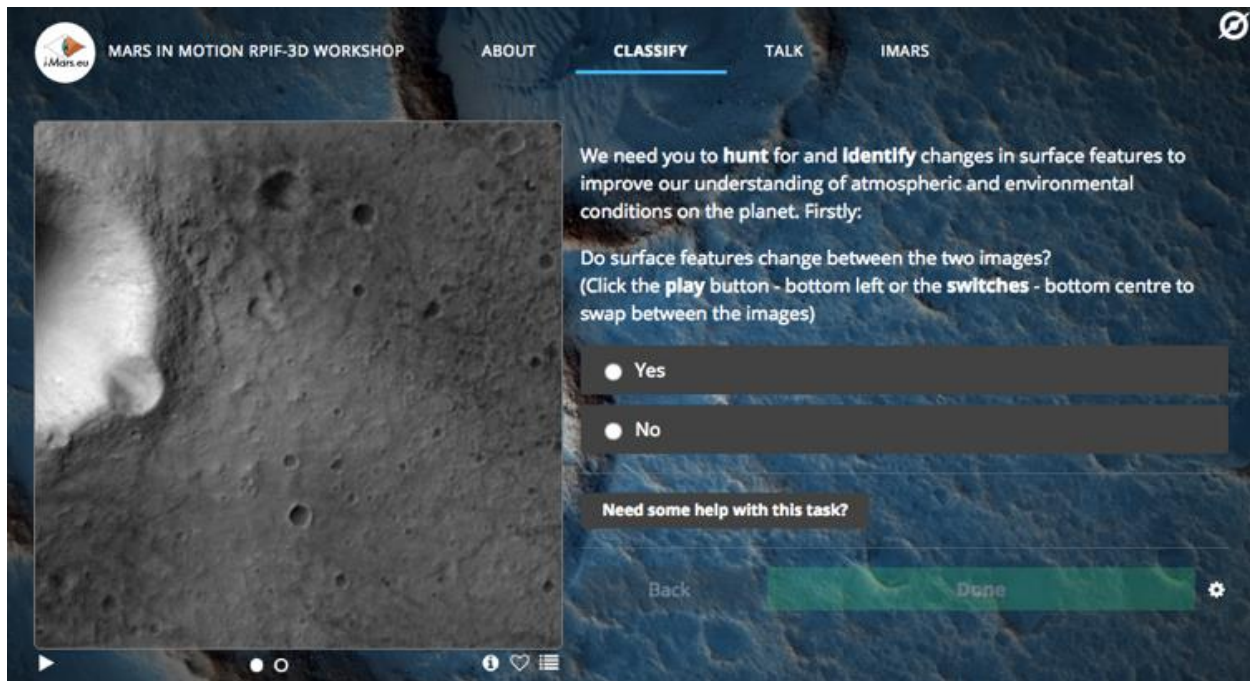 iMars.eu
MARS IN MOTION RPIF-3D WORKSHOP
ABOUT
CLASSIFY
TALK
IMARS
We need you to hunt for and identify changes in surface features to
improve our understanding of atmospheric and environmental
conditions on the planet. Firstly:
Do surface features change between the two images?
(Click the play button - bottom left or the switches - bottom centre to
swap between the images)
Yes
No
Need some help with this task?
Back
Done